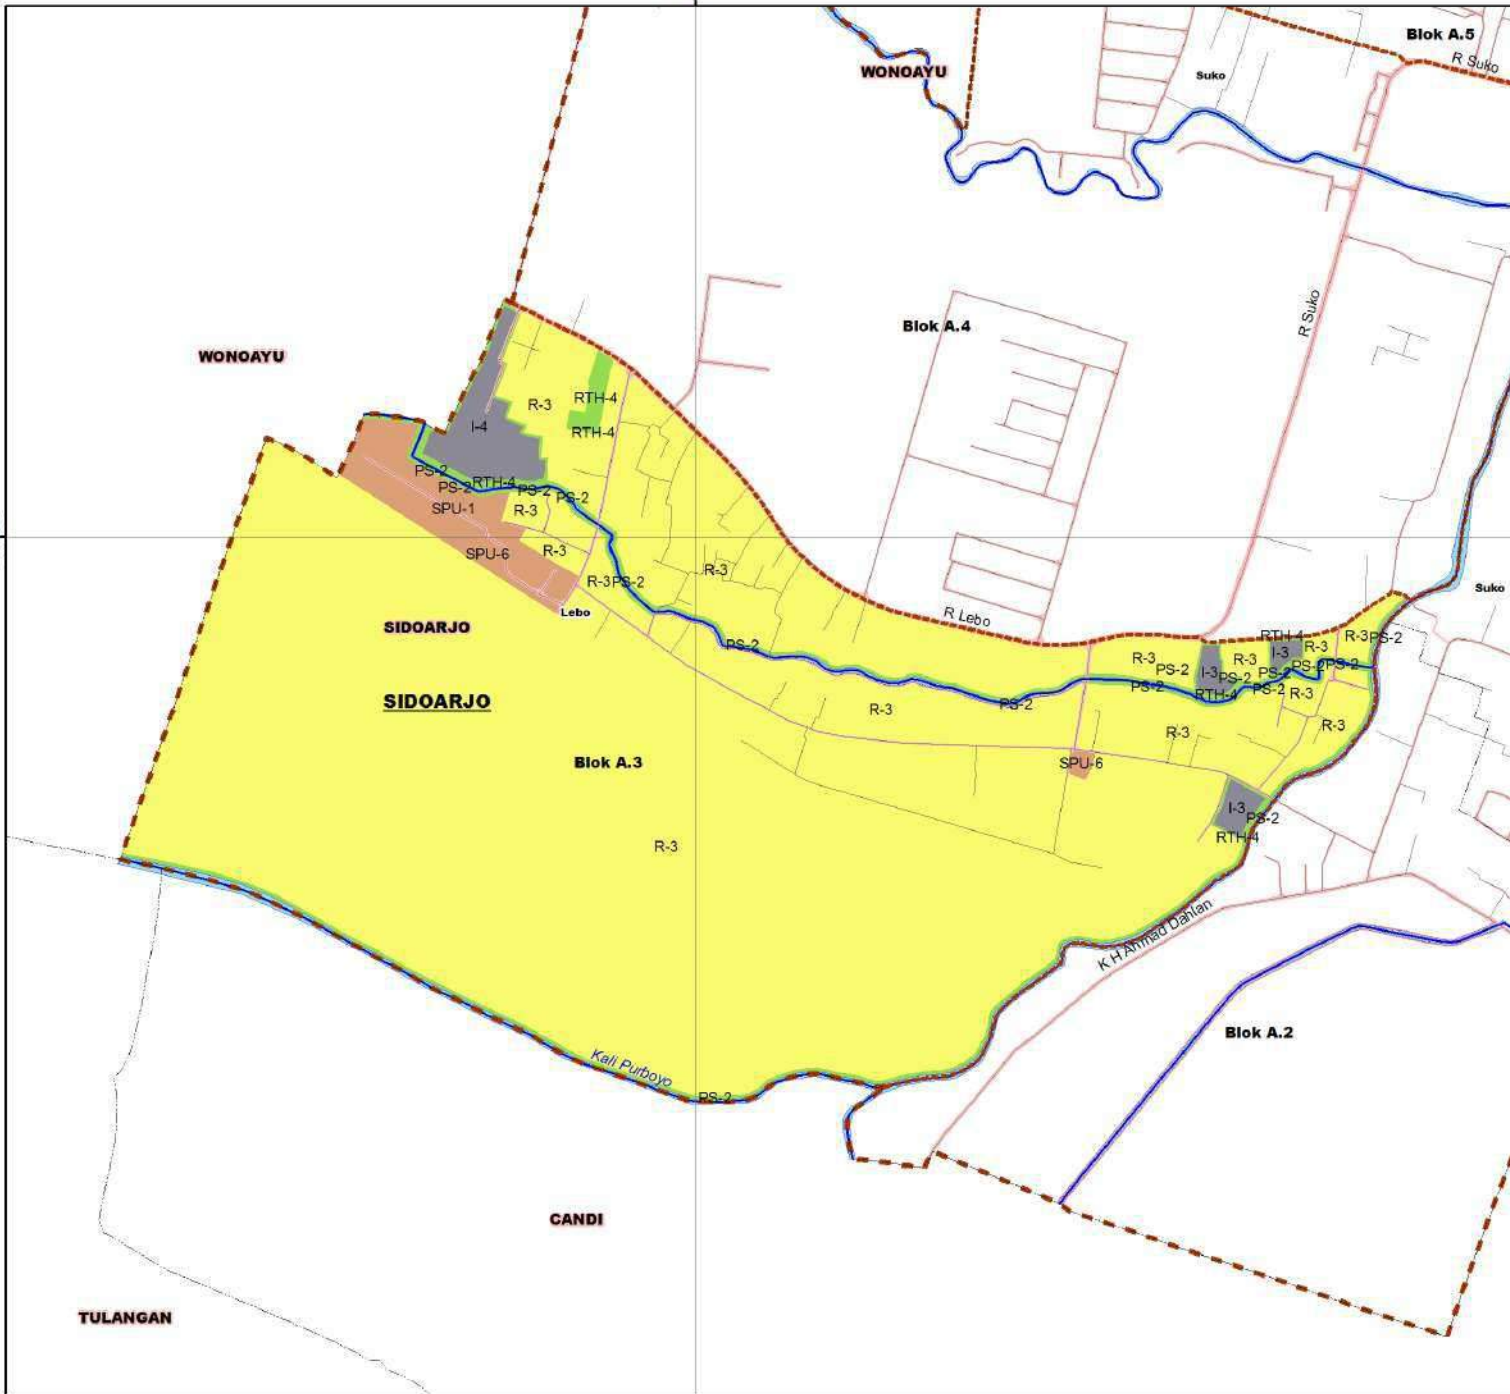 Blok A.5
R Suko
WONOAYU
Suko
R Suko
Blok A.4
WONOAYU
RTH-4
R-3
I-4
RTH-4
PS-2
RTH-4
PS-2
PS-2
PS-2
SPU-1
R-3
SPU-6
R-3
R-3
R-3
PS-2
Suko
Lebo
R Lebo
SIDOARJO
RTH-4
R-3
PS-2
PS-2
R-3
I-3
R-3
R-3
PS-2
I-3
PS-2
PS-2
PS-2
PS-2
PS-2
PS-2
RTH-4
R-3
SIDOARJO
PS-2
R-3
R-3
R-3
Blok A.3
SPU-6
I-3
PS-2
RTH-4
R-3
K H Ahmad Dahlan
Blok A.2
Kali Purboyo
PS-2
CANDI
TULANGAN